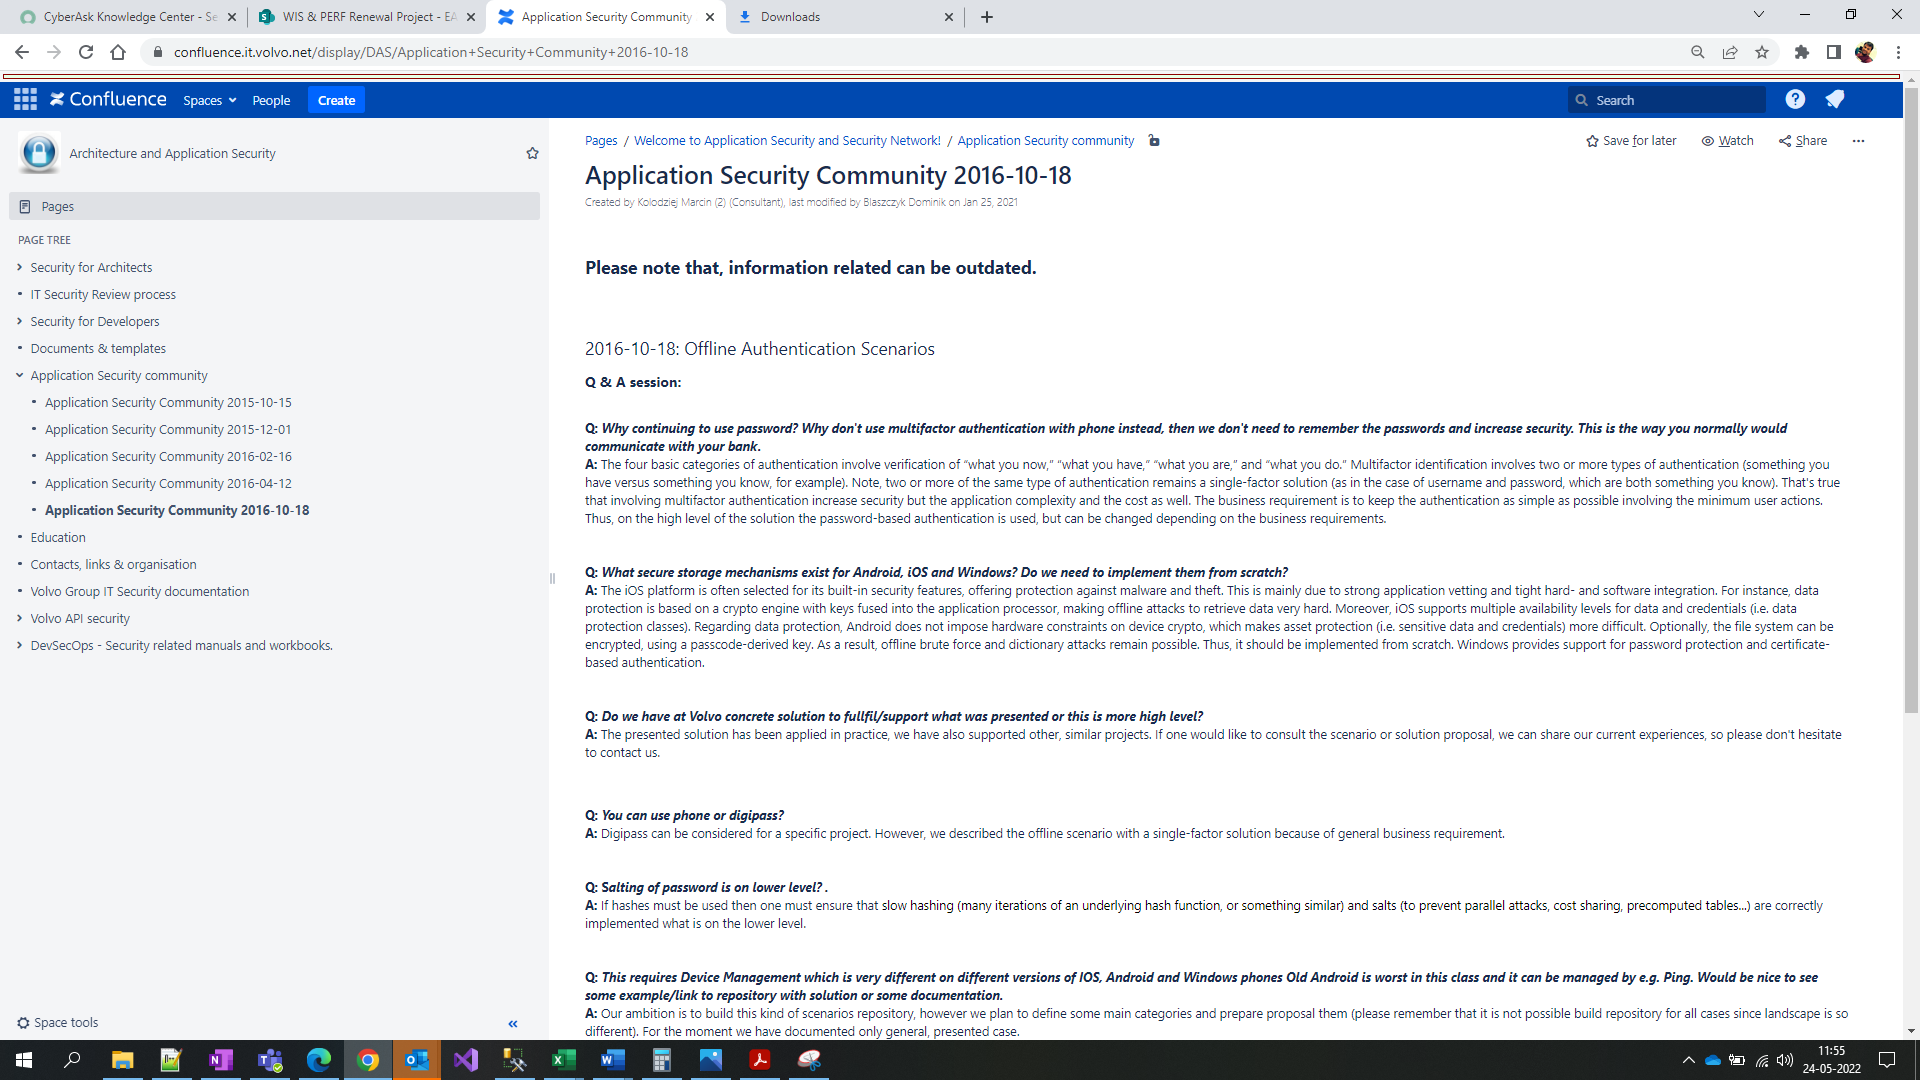 CyberAsk Knowledge Center - Se
WIS & PERF Renewal Project - EA
Application Security Community
Downloads
confluence.it.volvo.net/display/DAS/Application+Security+Community+2016-10-18
Confluence
Spaces
People
Create
Search
Architecture and Application Security
Pages
PAGE TREE
Security for Architects
IT Security Review process
Security for Developers
Documents & templates
Application Security community
Application Security Community 2015-10-15
Application Security Community 2015-12-01
Application Security Community 2016-02-16
Application Security Community 2016-04-12
Application Security Community 2016-10-18
Education
Contacts, links & organisation
Volvo Group IT Security documentation
Volvo API security
DevSecOps - Security related manuals and workbooks.
Space tools
Pages / Welcome to Application Security and Security Network! / Application Security community
Save for later
Watch
Share
Application Security Community 2016-10-18
Created by Kolodziej Marcin (2) (Consultant), last modified by Blaszczyk Dominik on Jan 25, 2021
Please note that, information related can be outdated.
2016-10-18: Offline Authentication Scenarios
Q & A session:
Q: Why continuing to use password? Why don't use multifactor authentication with phone instead, then we don't need to remember the passwords and increase security. This is the way you normally would
communicate with your bank.
A: The four basic categories of authentication involve verification of “what you now,” “what you have,” “what you are,” and “what you do.” Multifactor identification involves two or more types of authentication (something you
have versus something you know, for example). Note, two or more of the same type of authentication remains a single-factor solution (as in the case of username and password, which are both something you know). That's true
that involving multifactor authentication increase security but the application complexity and the cost as well. The business requirement is to keep the authentication as simple as possible involving the minimum user actions.
Thus, on the high level of the solution the password-based authentication is used, but can be changed depending on the business requirements.
Q: What secure storage mechanisms exist for Android, iOS and Windows? Do we need to implement them from scratch?
A: The iOS platform is often selected for its built-in security features, offering protection against malware and theft. This is mainly due to strong application vetting and tight hard- and software integration. For instance, data
protection is based on a crypto engine with keys fused into the application processor, making offline attacks to retrieve data very hard. Moreover, iOS supports multiple availability levels for data and credentials (i.e. data
protection classes). Regarding data protection, Android does not impose hardware constraints on device crypto, which makes asset protection (i.e. sensitive data and credentials) more difficult. Optionally, the file system can be
encrypted, using a passcode-derived key. As a result, offline brute force and dictionary attacks remain possible. Thus, it should be implemented from scratch. Windows provides support for password protection and certificate-
based authentication.
Q: Do we have at Volvo concrete solution to fullfil/support what was presented or this is more high level?
A: The presented solution has been applied in practice, we have also supported other, similar projects. If one would like to consult the scenario or solution proposal, we can share our current experiences, so please don't hesitate
to contact us.
Q: You can use phone or digipass?
A: Digipass can be considered for a specific project. However, we described the offline scenario with a single-factor solution because of general business requirement.
Q: Salting of password is on lower level? .
A: If hashes must be used then one must ensure that slow hashing (many iterations of an underlying hash function, or something similar) and salts (to prevent parallel attacks, cost sharing, precomputed tables...) are correctly
implemented what is on the lower level.
Q: This requires Device Management which is very different on different versions of IOS, Android and Windows phones Old Android is worst in this class and it can be managed by e.g. Ping. Would be nice to see
some example/link to repository with solution or some documentation.
A: Our ambition is to build this kind of scenarios repository, however we plan to define some main categories and prepare proposal them (please remember that it is not possible build repository for all cases since landscape is so
different). For the moment we have documented only general, presented case.
11:55
24-05-2022